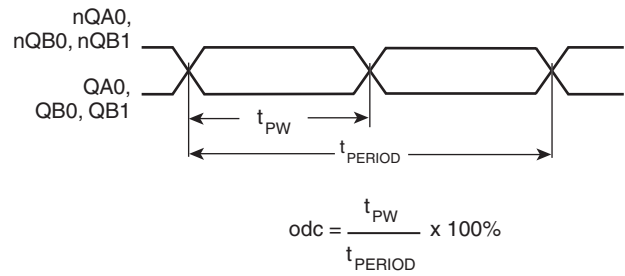 nQA0,
nQB0, nQB1
QA0,
QB0, QB1
tPW
tPERIOD
odc = tPW / tPERIOD x 100%